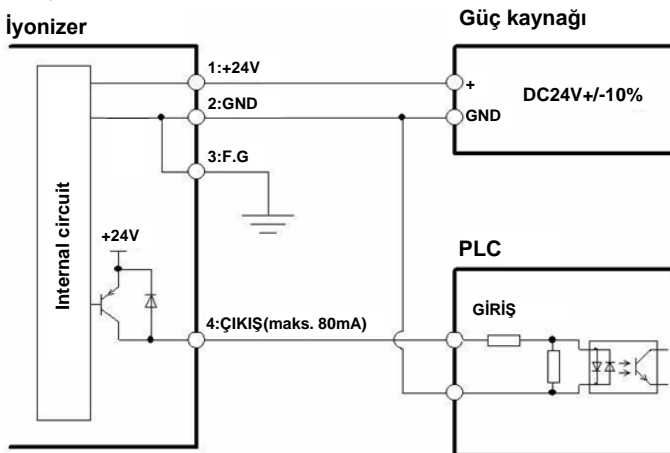 İyonizer
Güç kaynağı
1:+24V
+
DC24V+/-10%
2:GND
GND
3:F.G
Internal circuit
+24V
PLC
4:ÇIKIŞ(maks. 80mA)
GİRİŞ